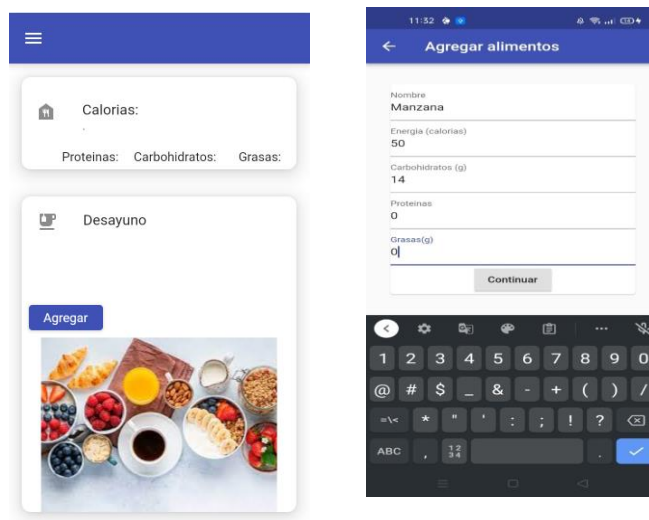 Calorias:
Proteinas: Carbohidratos: Grasas:
Desayuno
Agregar
11:52
Agregar alimentos
Nombre
Manzana
Energia (calorias)
50
Carbohidratos (g)
14
Proteinas
0
Grasas(g)
0
Continuar
1 2 3 4 5 6 7 8 9 0
@ # $ _ & - + ( ) /
=\< * " ' : ; ! ?
ABC , 12 34 .